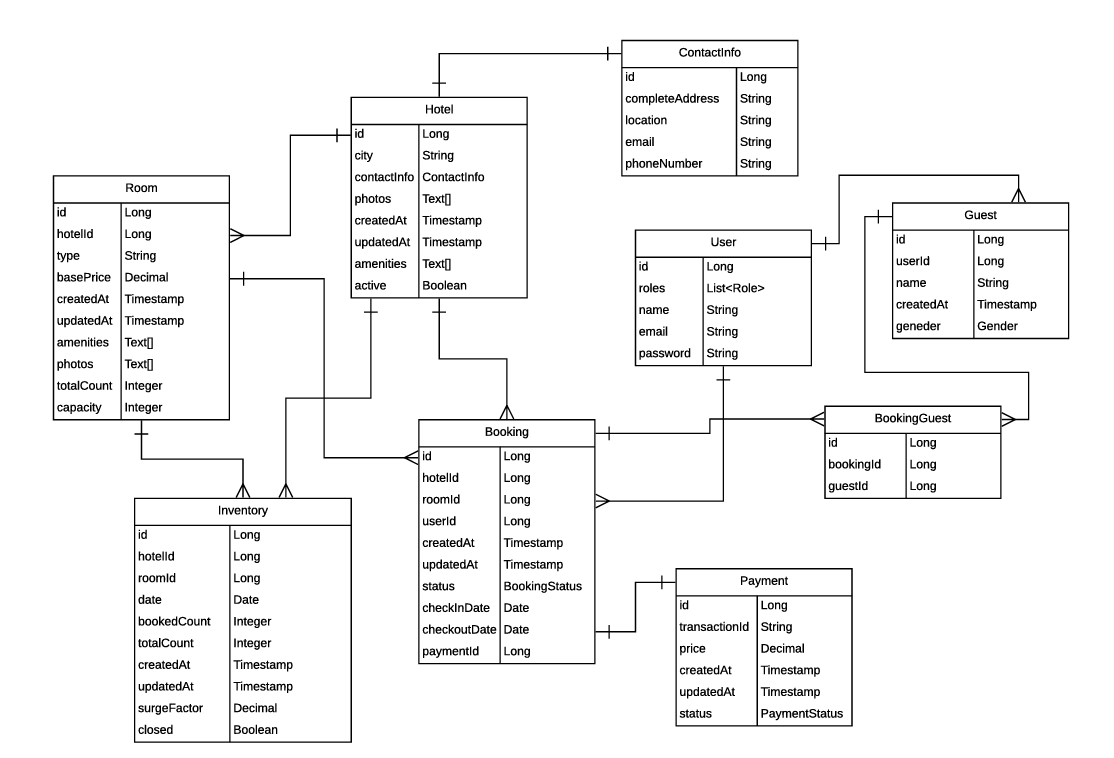 ContactInfo
id Long
completeAddress String
location String
email String
phoneNumber String
Hotel
id Long
city String
contactInfo ContactInfo
photos Text[]
createdAt Timestamp
updatedAt Timestamp
amenities Text[]
active Boolean
Room
id Long
hotelId Long
type String
basePrice Decimal
createdAt Timestamp
updatedAt Timestamp
amenities Text[]
photos Text[]
totalCount Integer
capacity Integer
User
id Long
roles List<Role>
name String
email String
password String
Guest
id Long
userId Long
name String
createdAt Timestamp
geneder Gender
Booking
id Long
hotelId Long
roomId Long
userId Long
createdAt Timestamp
updatedAt Timestamp
status BookingStatus
checkInDate Date
checkoutDate Date
paymentId Long
BookingGuest
id Long
bookingId Long
guestId Long
Inventory
id Long
hotelId Long
roomId Long
date Date
bookedCount Integer
totalCount Integer
createdAt Timestamp
updatedAt Timestamp
surgeFactor Decimal
closed Boolean
Payment
id Long
transactionId String
price Decimal
createdAt Timestamp
updatedAt Timestamp
status PaymentStatus